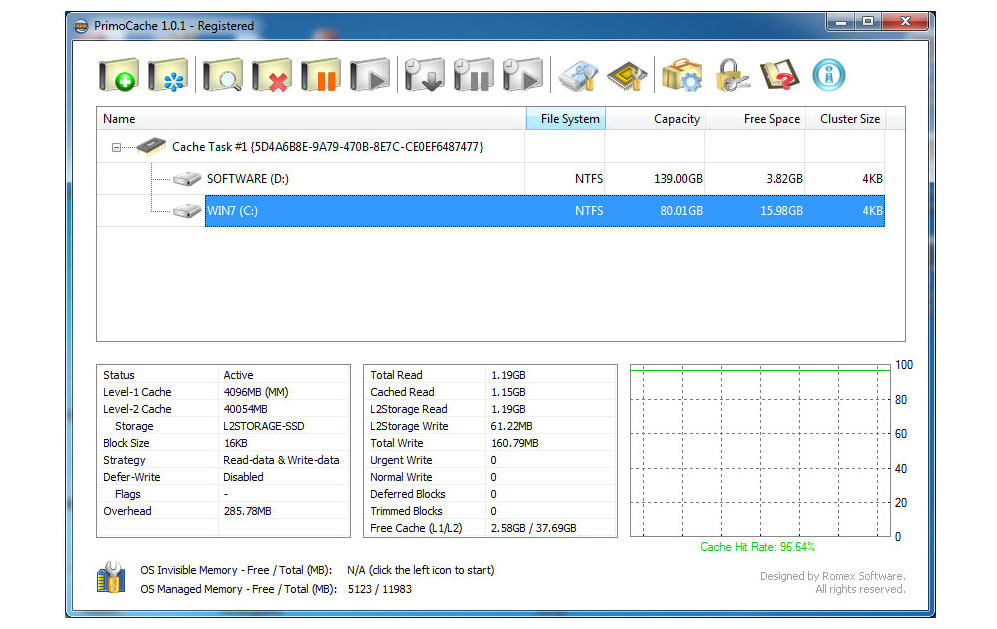 PrimoCache 1.0.1 - Registered
Name File System Capacity Free Space Cluster Size
Cache Task #1 {5D4A6B8E-9A79-470B-8E7C-CE0EF6487477}
SOFTWARE (D:) NTFS 139.00GB 3.82GB 4KB
WIN7 (C:) NTFS 80.01GB 15.98GB 4KB
Status Active
Level-1 Cache 4096MB (MM)
Level-2 Cache 40054MB
Storage L2STORAGE-SSD
Block Size 16KB
Strategy Read-data & Write-data
Defer-Write Disabled
Flags -
Overhead 285.78MB
Total Read 1.19GB
Cached Read 1.15GB
L2Storage Read 1.19GB
L2Storage Write 61.22MB
Total Write 160.79MB
Urgent Write 0
Normal Write 0
Deferred Blocks 0
Trimmed Blocks 0
Free Cache (L1/L2) 2.58GB / 37.69GB
100
80
60
40
20
0
Cache Hit Rate: 96.64%
OS Invisible Memory - Free / Total (MB): N/A (click the left icon to start)
OS Managed Memory - Free / Total (MB): 5123 / 11983
Designed by Romex Software.
All rights reserved.